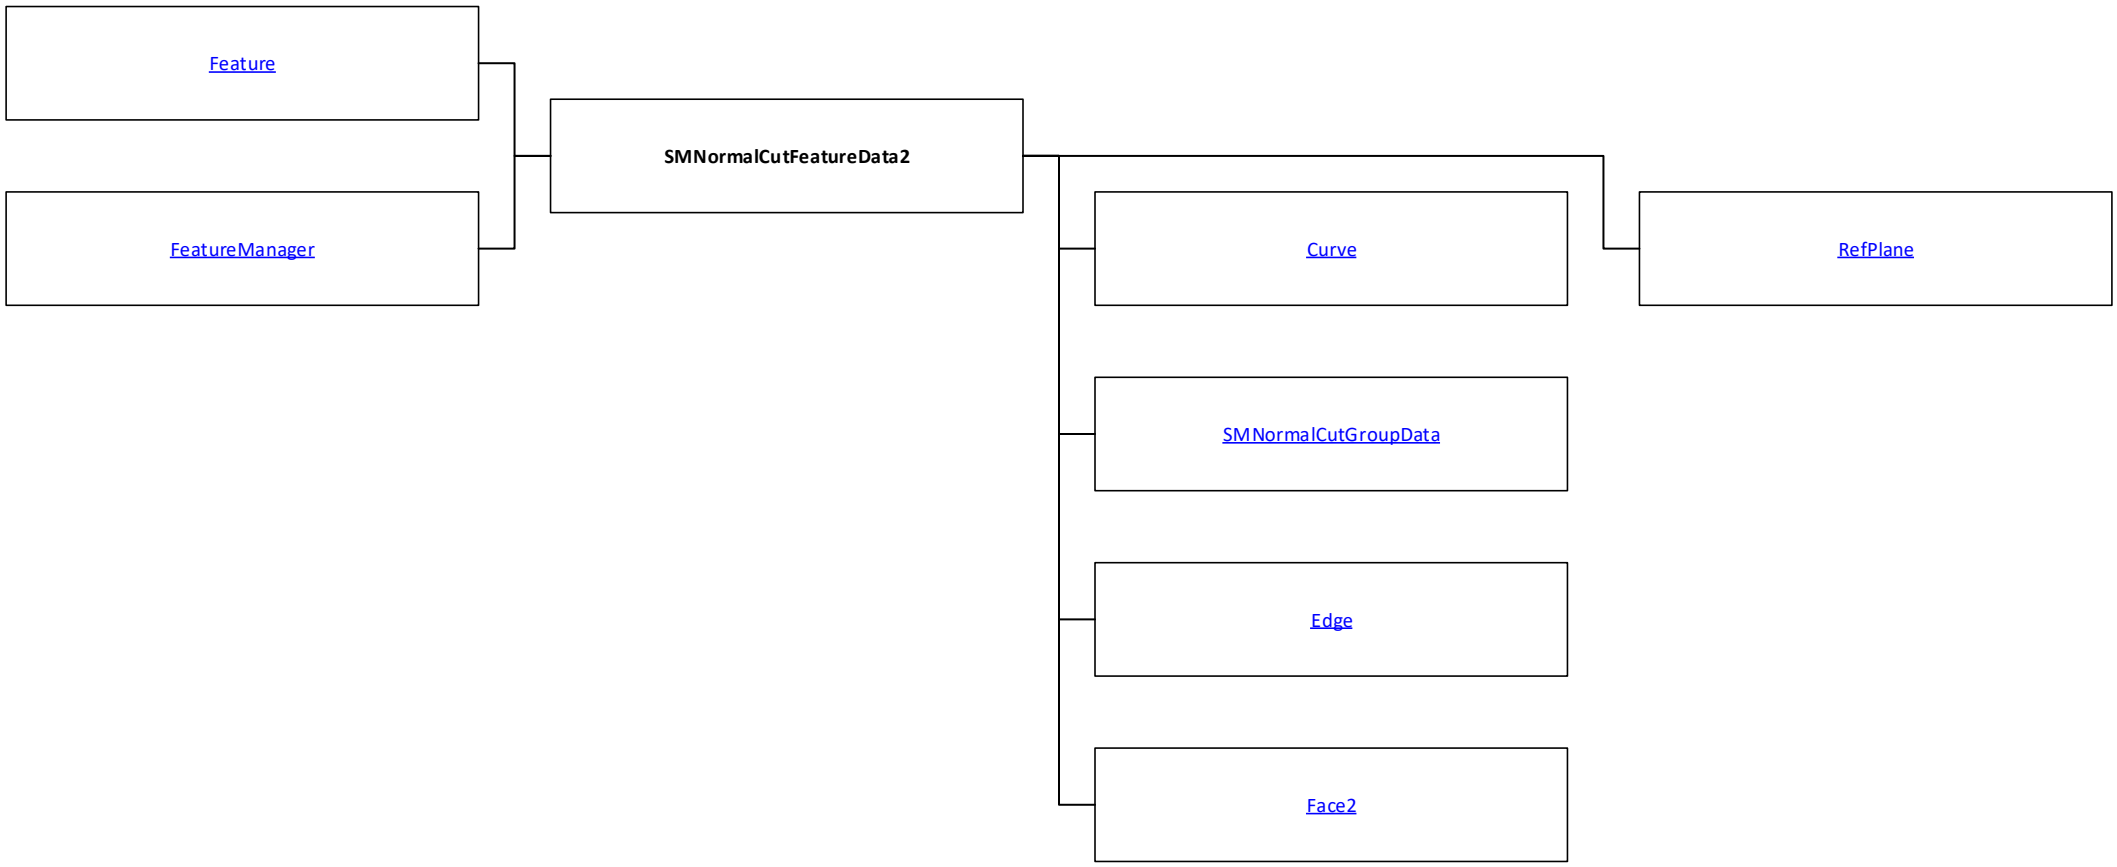 Feature
SMNormalCutFeatureData2
FeatureManager
Curve
RefPlane
SMNormalCutGroupData
Edge
Face2